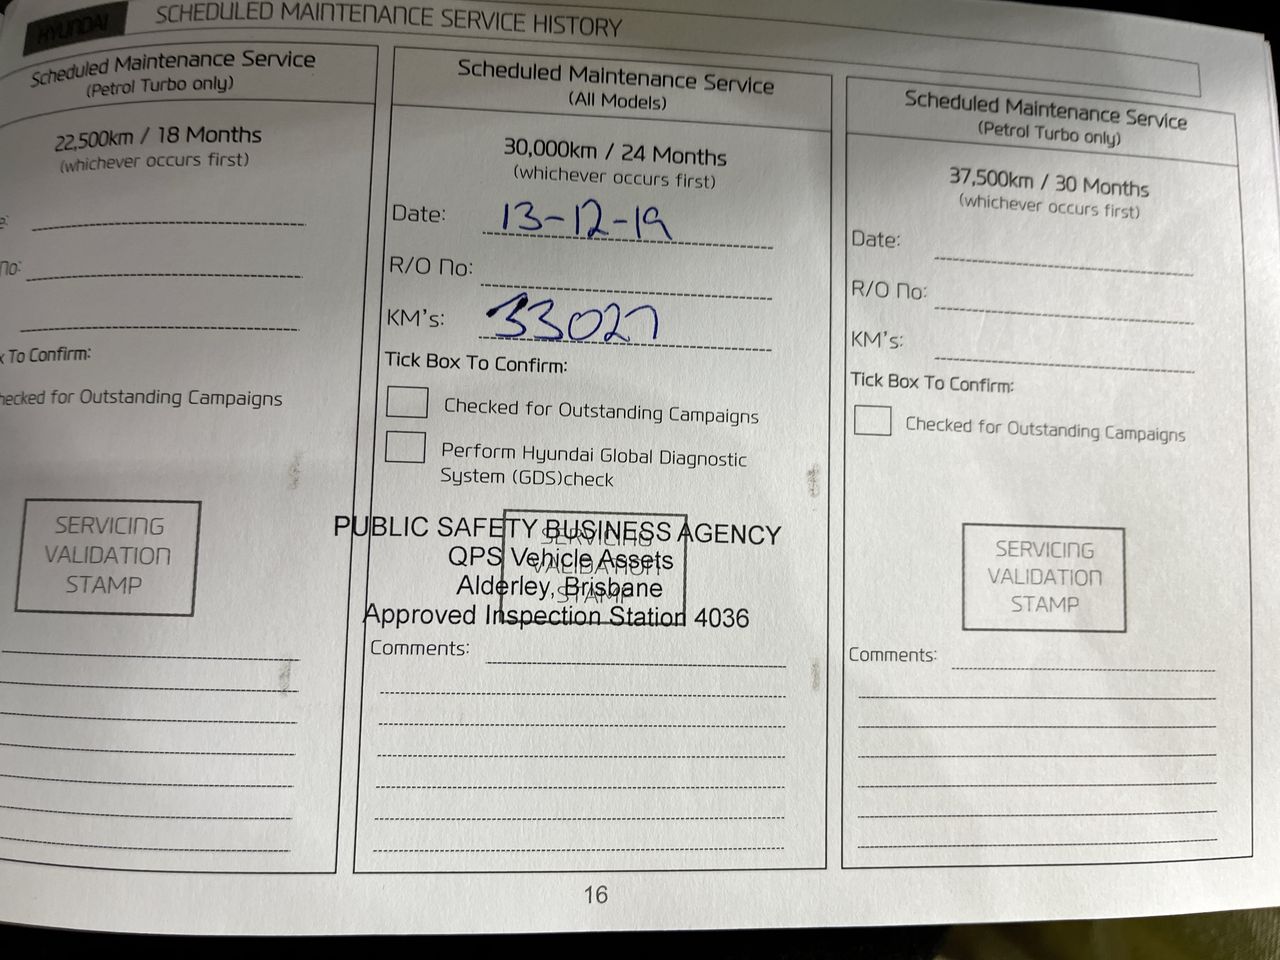 HYUNDAI
SCHEDULED MAINTENANCE SERVICE HISTORY
Scheduled Maintenance Service
(Petrol Turbo only)
22,500km / 18 Months
(whichever occurs first)
e:
no:
x To Confirm:
hecked for Outstanding Campaigns
SERVICING
VALIDATION
STAMP
Scheduled Maintenance Service
(All Models)
30,000km / 24 Months
(whichever occurs first)
Date: 13-12-19
R/O No:
KM's: 33027
Tick Box To Confirm:
Checked for Outstanding Campaigns
Perform Hyundai Global Diagnostic
System (GDS)check
SERVICING
VALIDATION
STAMP
PUBLIC SAFETY BUSINESS AGENCY
QPS Vehicle Assets
Alderley, Brisbane
Approved Inspection Station 4036
Comments:
Scheduled Maintenance Service
(Petrol Turbo only)
37,500km / 30 Months
(whichever occurs first)
Date:
R/O No:
KM's:
Tick Box To Confirm:
Checked for Outstanding Campaigns
SERVICING
VALIDATION
STAMP
Comments:
16